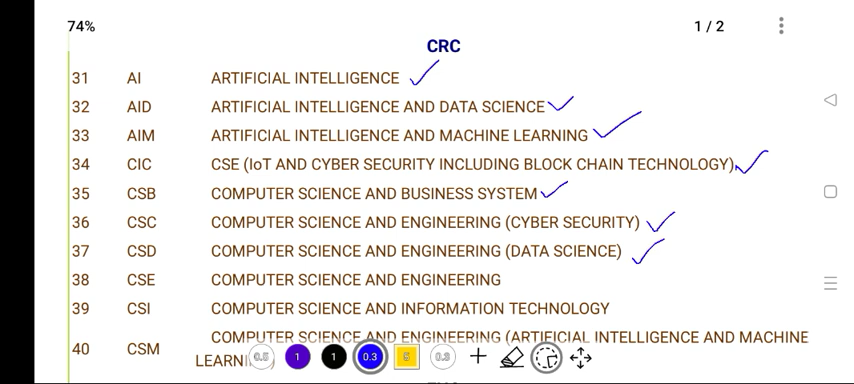 74%
1 / 2
CRC
31 AI ARTIFICIAL INTELLIGENCE
32 AID ARTIFICIAL INTELLIGENCE AND DATA SCIENCE
33 AIM ARTIFICIAL INTELLIGENCE AND MACHINE LEARNING
34 CIC CSE (IoT AND CYBER SECURITY INCLUDING BLOCK CHAIN TECHNOLOGY)
35 CSB COMPUTER SCIENCE AND BUSINESS SYSTEM
36 CSC COMPUTER SCIENCE AND ENGINEERING (CYBER SECURITY)
37 CSD COMPUTER SCIENCE AND ENGINEERING (DATA SCIENCE)
38 CSE COMPUTER SCIENCE AND ENGINEERING
39 CSI COMPUTER SCIENCE AND INFORMATION TECHNOLOGY
40 CSM COMPUTER SCIENCE AND ENGINEERING (ARTIFICIAL INTELLIGENCE AND MACHINE
0.5 1 1 0.3 5 0.3